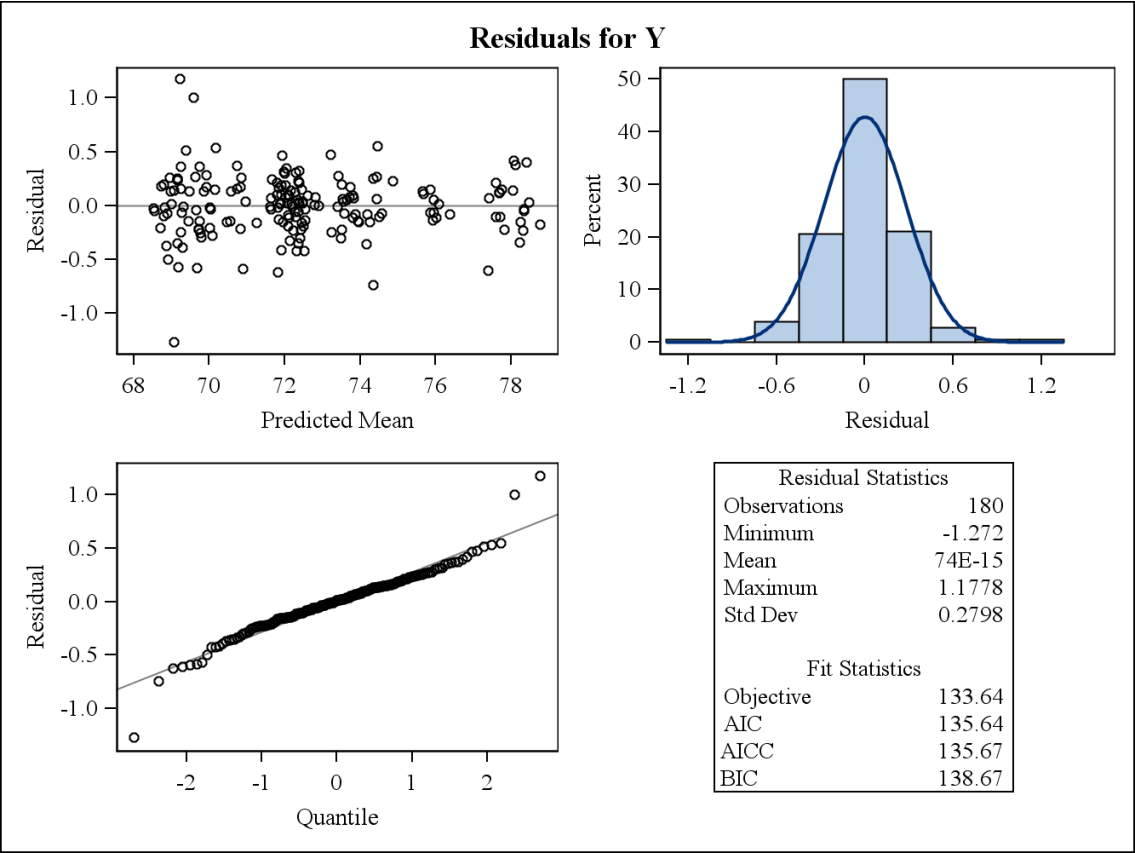 Residuals for Y
1.0
0.5
0.0
-0.5
-1.0
Residual
68 70 72 74 76 78
Predicted Mean
50
40
30
20
10
0
Percent
-1.2 -0.6 0 0.6 1.2
Residual
1.0
0.5
0.0
-0.5
-1.0
Residual
-2 -1 0 1 2
Quantile
Residual Statistics
Observations 180
Minimum -1.272
Mean 74E-15
Maximum 1.1778
Std Dev 0.2798
Fit Statistics
Objective 133.64
AIC 135.64
AICC 135.67
BIC 138.67